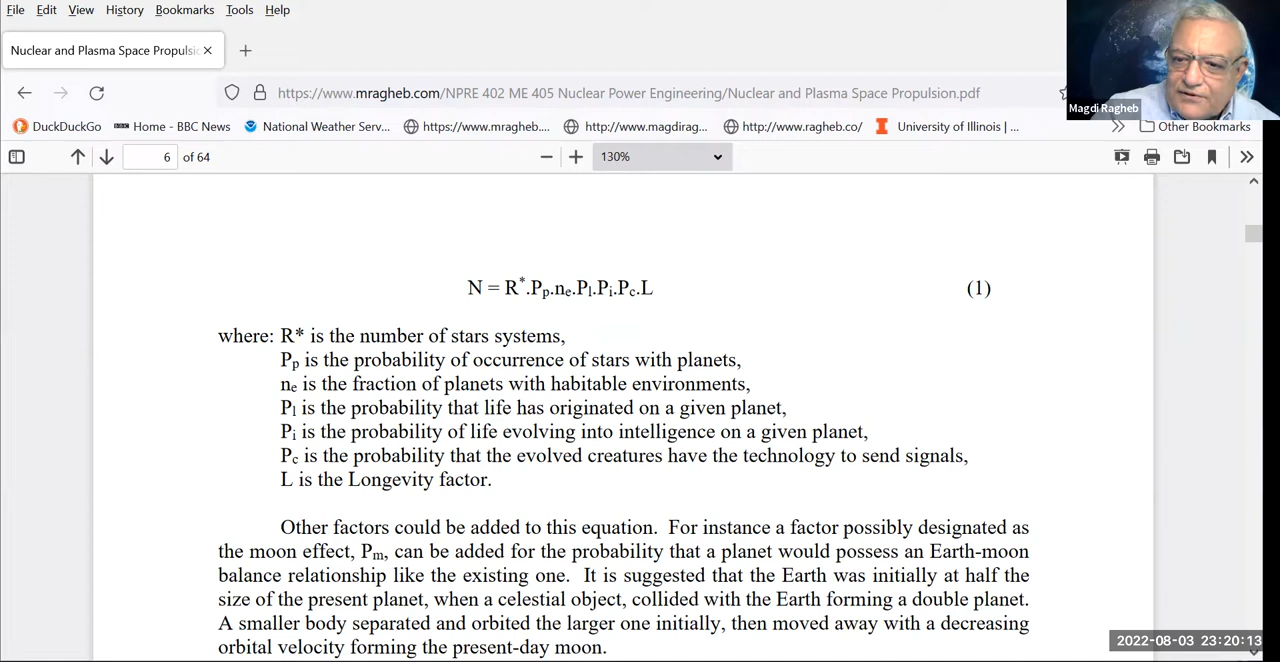 File Edit View History Bookmarks Tools Help
Nuclear and Plasma Space Propulsic
https://www.mragheb.com/NPRE 402 ME 405 Nuclear Power Engineering/Nuclear and Plasma Space Propulsion.pdf
Magdi Ragheb
DuckDuckGo BBC Home - BBC News National Weather Serv... https://www.mragheb.... http://www.magdirag... http://www.ragheb.co/ University of Illinois | ... Other Bookmarks
6 of 64 130%
N = R*.Pp.ne.Pl.Pi.Pc.L (1)
where: R* is the number of stars systems,
Pp is the probability of occurrence of stars with planets,
ne is the fraction of planets with habitable environments,
Pl is the probability that life has originated on a given planet,
Pi is the probability of life evolving into intelligence on a given planet,
Pc is the probability that the evolved creatures have the technology to send signals,
L is the Longevity factor.
Other factors could be added to this equation. For instance a factor possibly designated as
the moon effect, Pm, can be added for the probability that a planet would possess an Earth-moon
balance relationship like the existing one. It is suggested that the Earth was initially at half the
size of the present planet, when a celestial object, collided with the Earth forming a double planet.
A smaller body separated and orbited the larger one initially, then moved away with a decreasing
orbital velocity forming the present-day moon.
2022-08-03 23:20:13